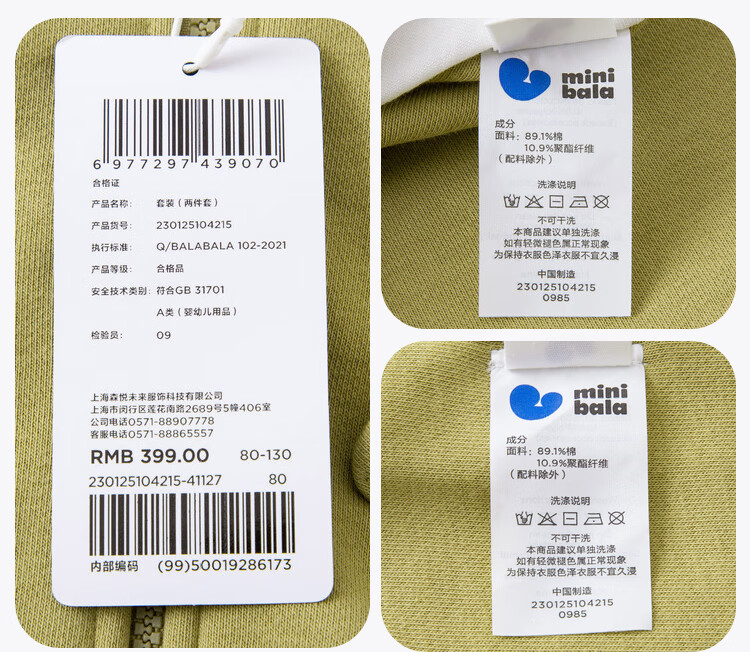 6 977297 439070
合格证
产品名称: 套装（两件套）
产品货号: 230125104215
执行标准: Q/BALABALA 102-2021
产品等级: 合格品
安全技术类别: 符合GB 31701
A类（婴幼儿用品）
检验员: 09
上海森悦未来服饰科技有限公司
上海市闵行区莲花南路2689号5幢406室
公司电话0571-88907778
客服电话0571-88865557
RMB 399.00 80-130
230125104215-41127 80
内部编码 (99)50019286173
mini
bala
成分
面料: 89.1%棉
10.9%聚酯纤维
（配料除外）
洗涤说明
不可干洗
本商品建议单独洗涤
如有轻微褪色属正常现象
为保持衣服色泽衣服不宜久浸
中国制造
230125104215
0985
mini
bala
成分
面料: 89.1%棉
10.9%聚酯纤维
（配料除外）
洗涤说明
不可干洗
本商品建议单独洗涤
如有轻微褪色属正常现象
为保持衣服色泽衣服不宜久浸
中国制造
230125104215
0985